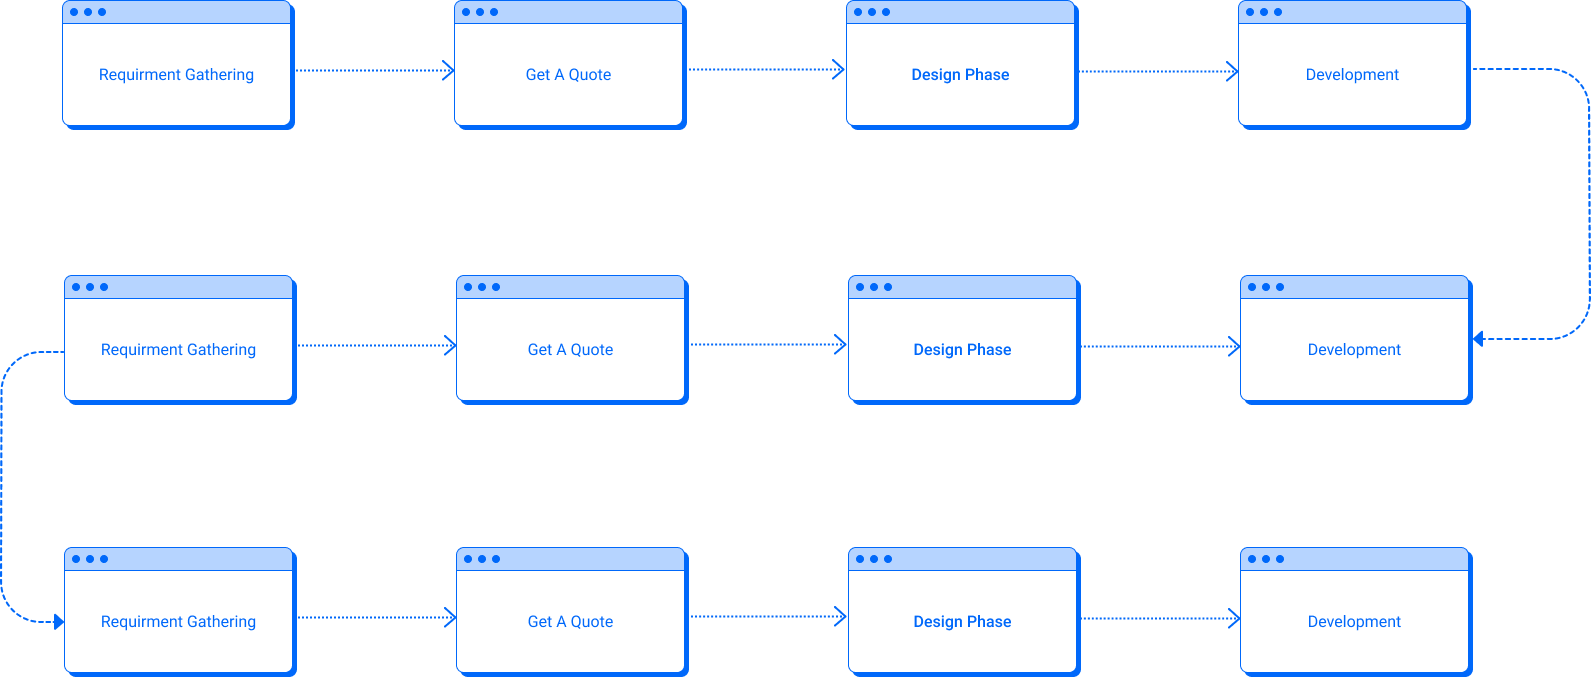 Requirment Gathering
Get A Quote
Design Phase
Development
Requirment Gathering
Get A Quote
Design Phase
Development
Requirment Gathering
Get A Quote
Design Phase
Development